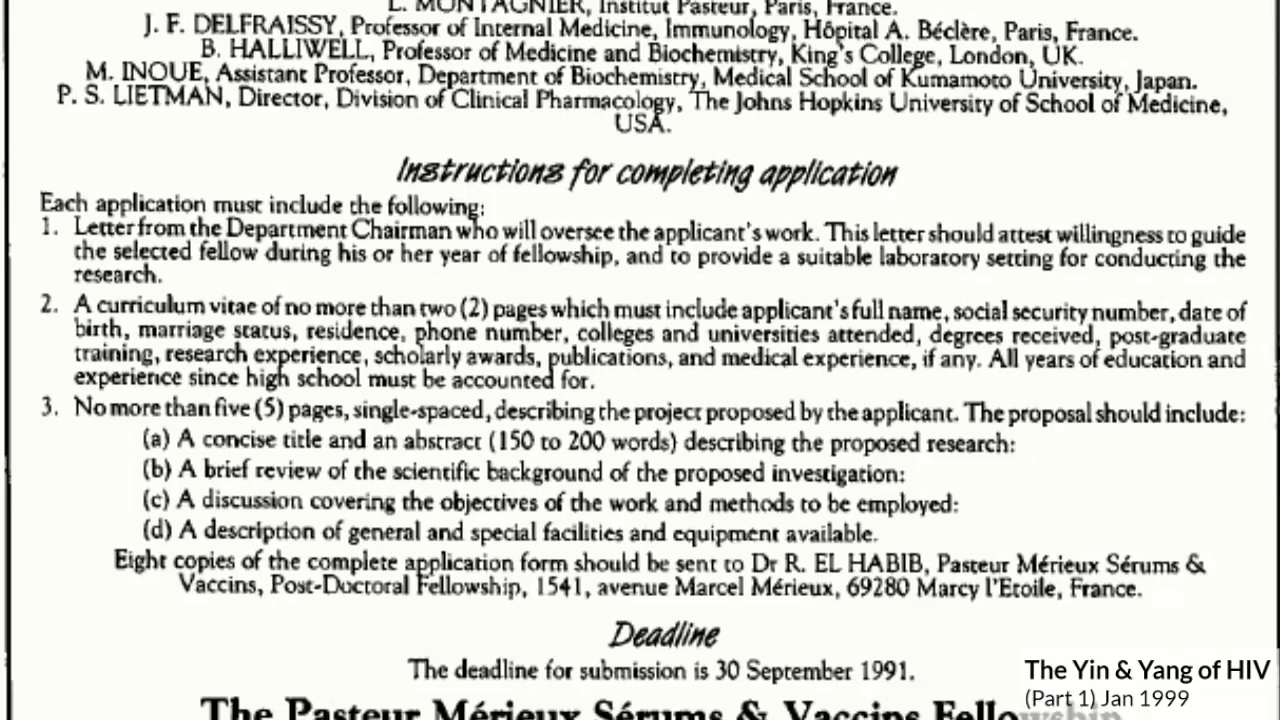 L. MONTAGNIER, Institut Pasteur, Paris, France.
J. F. DELFRAISSY, Professor of Internal Medicine, Immunology, Hôpital A. Béclère, Paris, France.
B. HALLIWELL, Professor of Medicine and Biochemistry, King's College, London, UK.
M. INOUE, Assistant Professor, Department of Biochemistry, Medical School of Kumamoto University, Japan.
P. S. LIETMAN, Director, Division of Clinical Pharmacology, The Johns Hopkins University of School of Medicine,
USA.
Instructions for completing application
Each application must include the following:
1. Letter from the Department Chairman who will oversee the applicant's work. This letter should attest willingness to guide
the selected fellow during his or her year of fellowship, and to provide a suitable laboratory setting for conducting the
research.
2. A curriculum vitae of no more than two (2) pages which must include applicant's full name, social security number, date of
birth, marriage status, residence, phone number, colleges and universities attended, degrees received, post-graduate
training, research experience, scholarly awards, publications, and medical experience, if any. All years of education and
experience since high school must be accounted for.
3. No more than five (5) pages, single-spaced, describing the project proposed by the applicant. The proposal should include:
(a) A concise title and an abstract (150 to 200 words) describing the proposed research:
(b) A brief review of the scientific background of the proposed investigation:
(c) A discussion covering the objectives of the work and methods to be employed:
(d) A description of general and special facilities and equipment available.
Eight copies of the complete application form should be sent to Dr R. EL HABIB, Pasteur Mérieux Sérums &
Vaccins, Post-Doctoral Fellowship, 1541, avenue Marcel Mérieux, 69280 Marcy l'Etoile, France.
Deadline
The deadline for submission is 30 September 1991.
The Pasteur Mérieux Sérums & Vaccins Fellowship
The Yin & Yang of HIV
(Part 1) Jan 1999